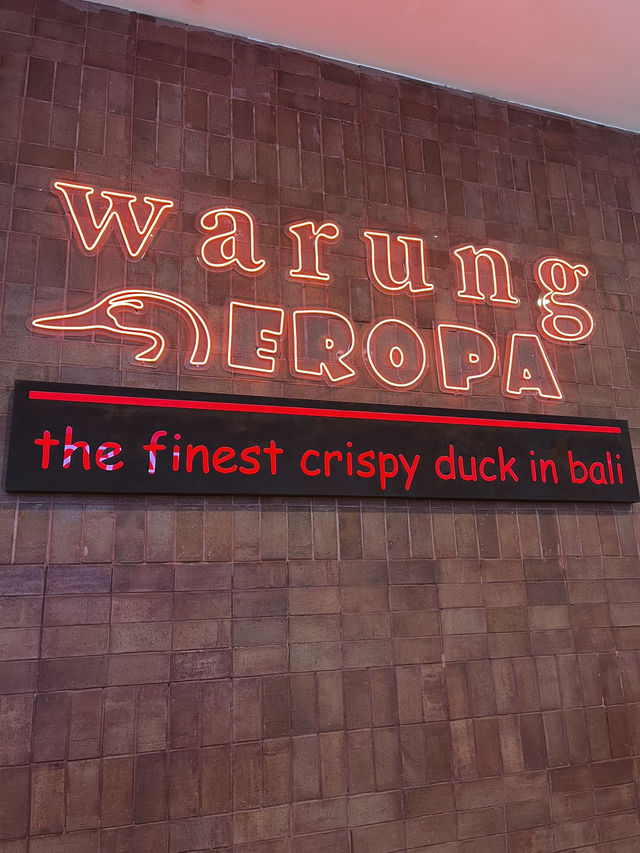 warung
EROPA
the finest crispy duck in bali